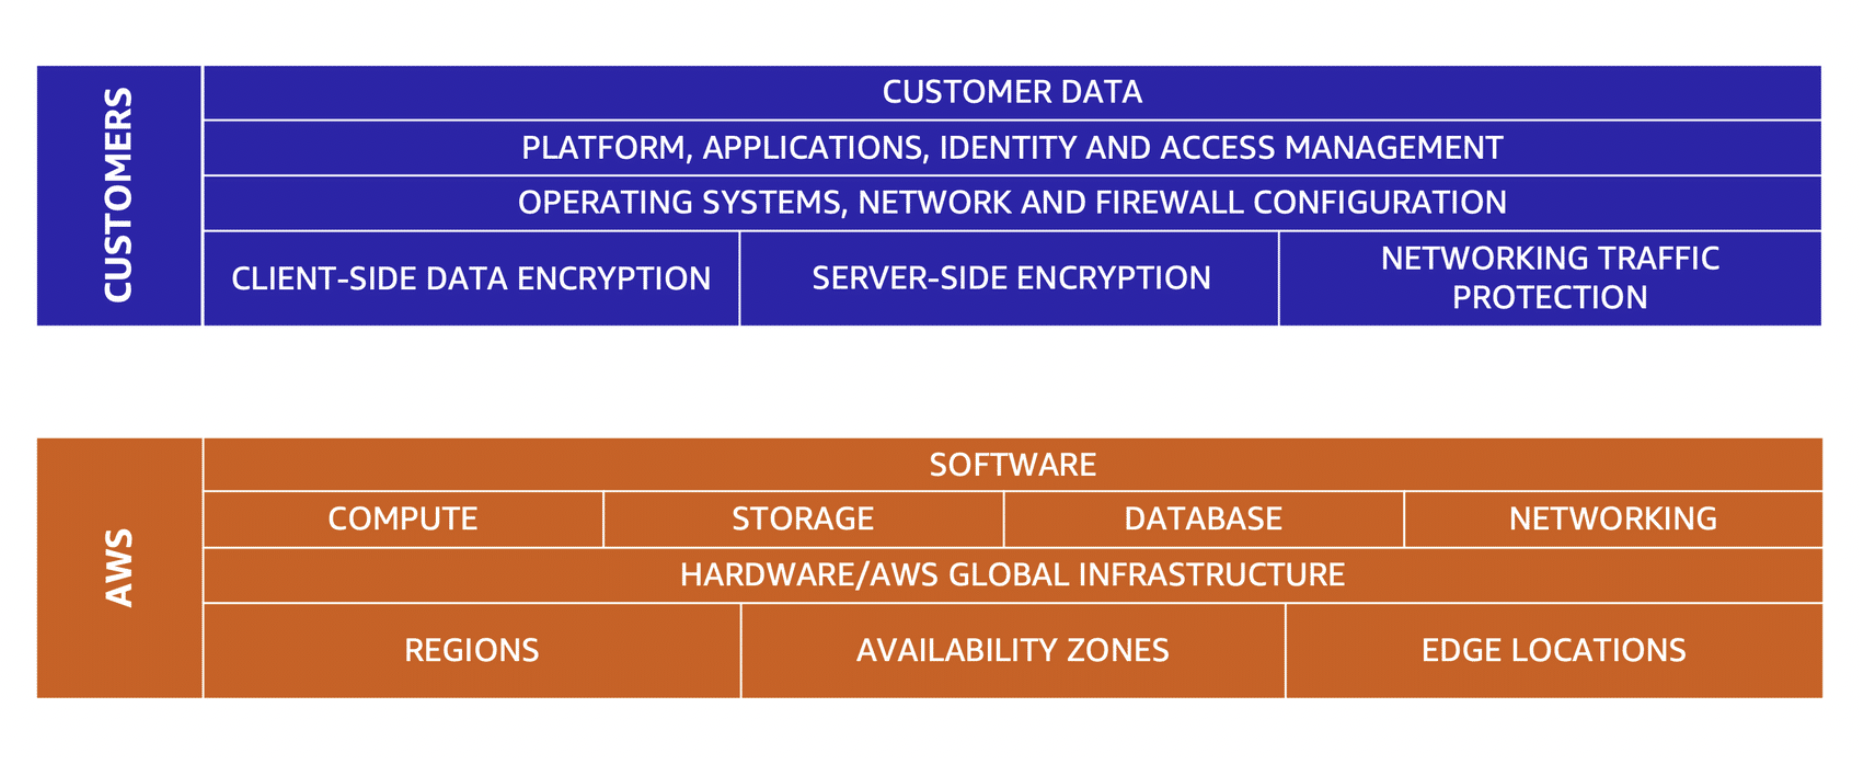 CUSTOMERS
CUSTOMER DATA
PLATFORM, APPLICATIONS, IDENTITY AND ACCESS MANAGEMENT
OPERATING SYSTEMS, NETWORK AND FIREWALL CONFIGURATION
CLIENT-SIDE DATA ENCRYPTION
SERVER-SIDE ENCRYPTION
NETWORKING TRAFFIC
PROTECTION
AWS
SOFTWARE
COMPUTE
STORAGE
DATABASE
NETWORKING
HARDWARE/AWS GLOBAL INFRASTRUCTURE
REGIONS
AVAILABILITY ZONES
EDGE LOCATIONS